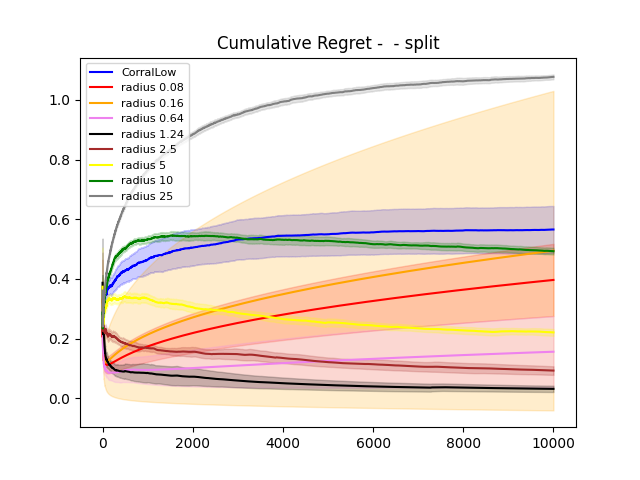 Cumulative Regret -  - split
CorralLow
radius 0.08
radius 0.16
radius 0.64
radius 1.24
radius 2.5
radius 5
radius 10
radius 25
1.0
0.8
0.6
0.4
0.2
0.0
0 2000 4000 6000 8000 10000